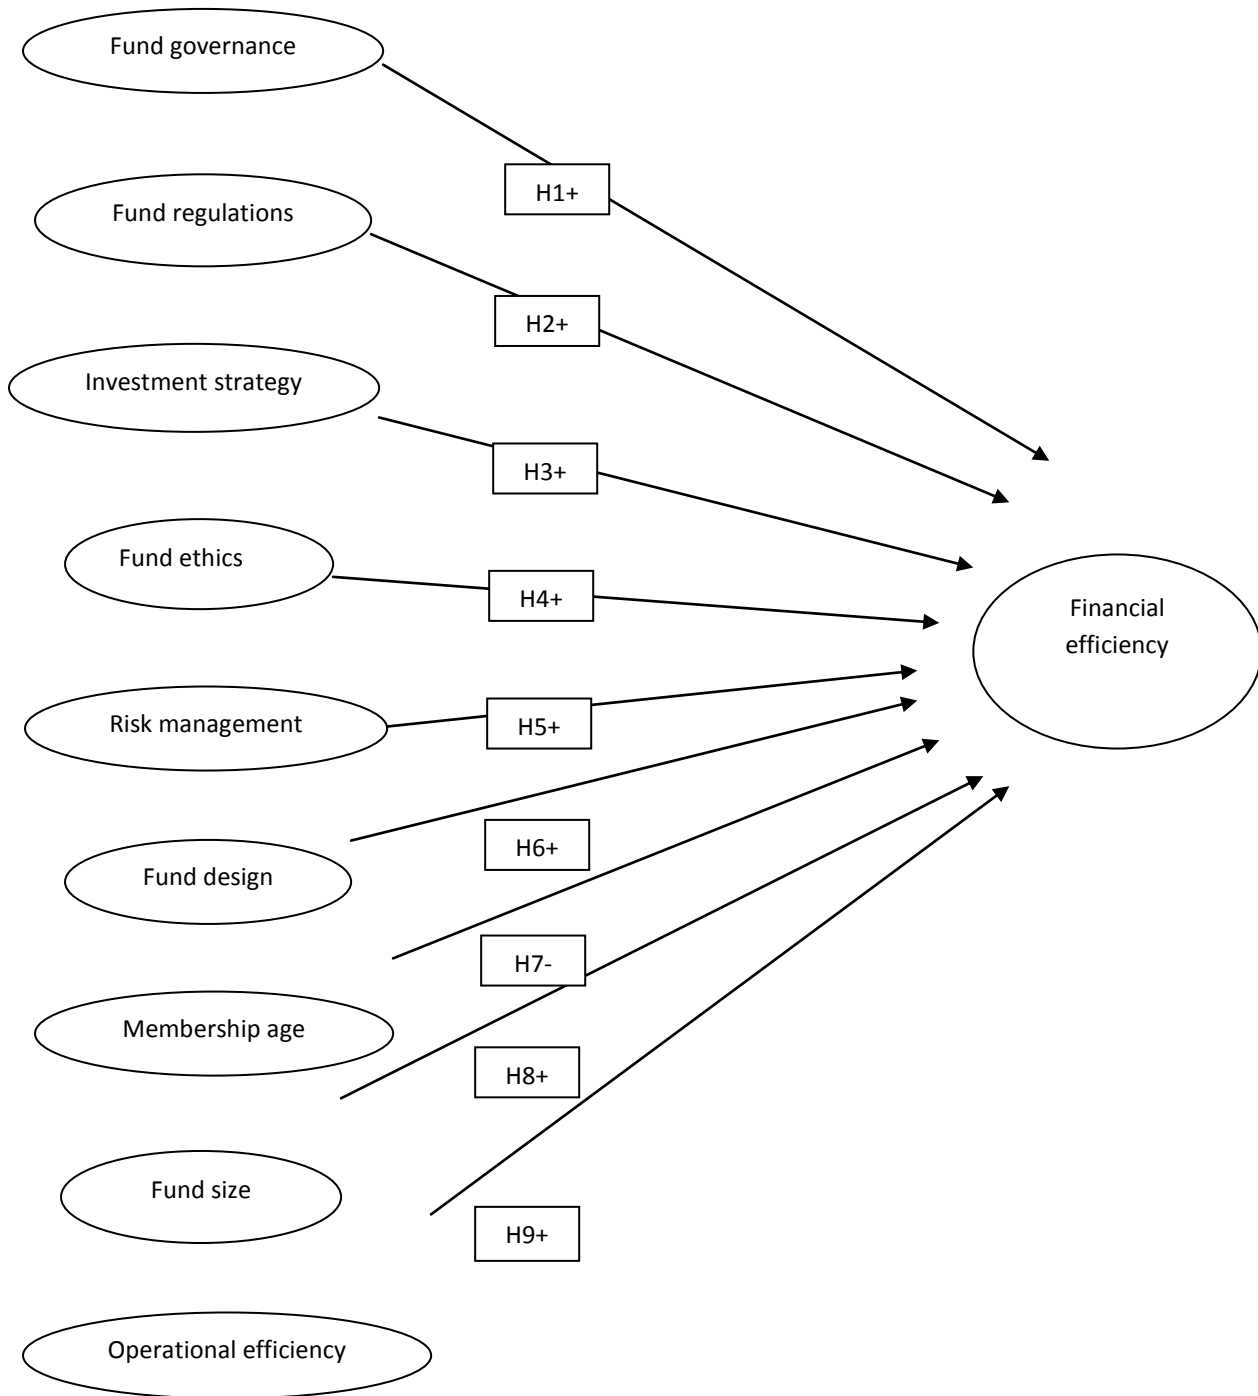 Fund governance
H1+
Fund regulations
H2+
Investment strategy
H3+
Fund ethics
H4+
Financial
efficiency
Risk management
H5+
Fund design
H6+
Membership age
H7-
H8+
Fund size
H9+
Operational efficiency